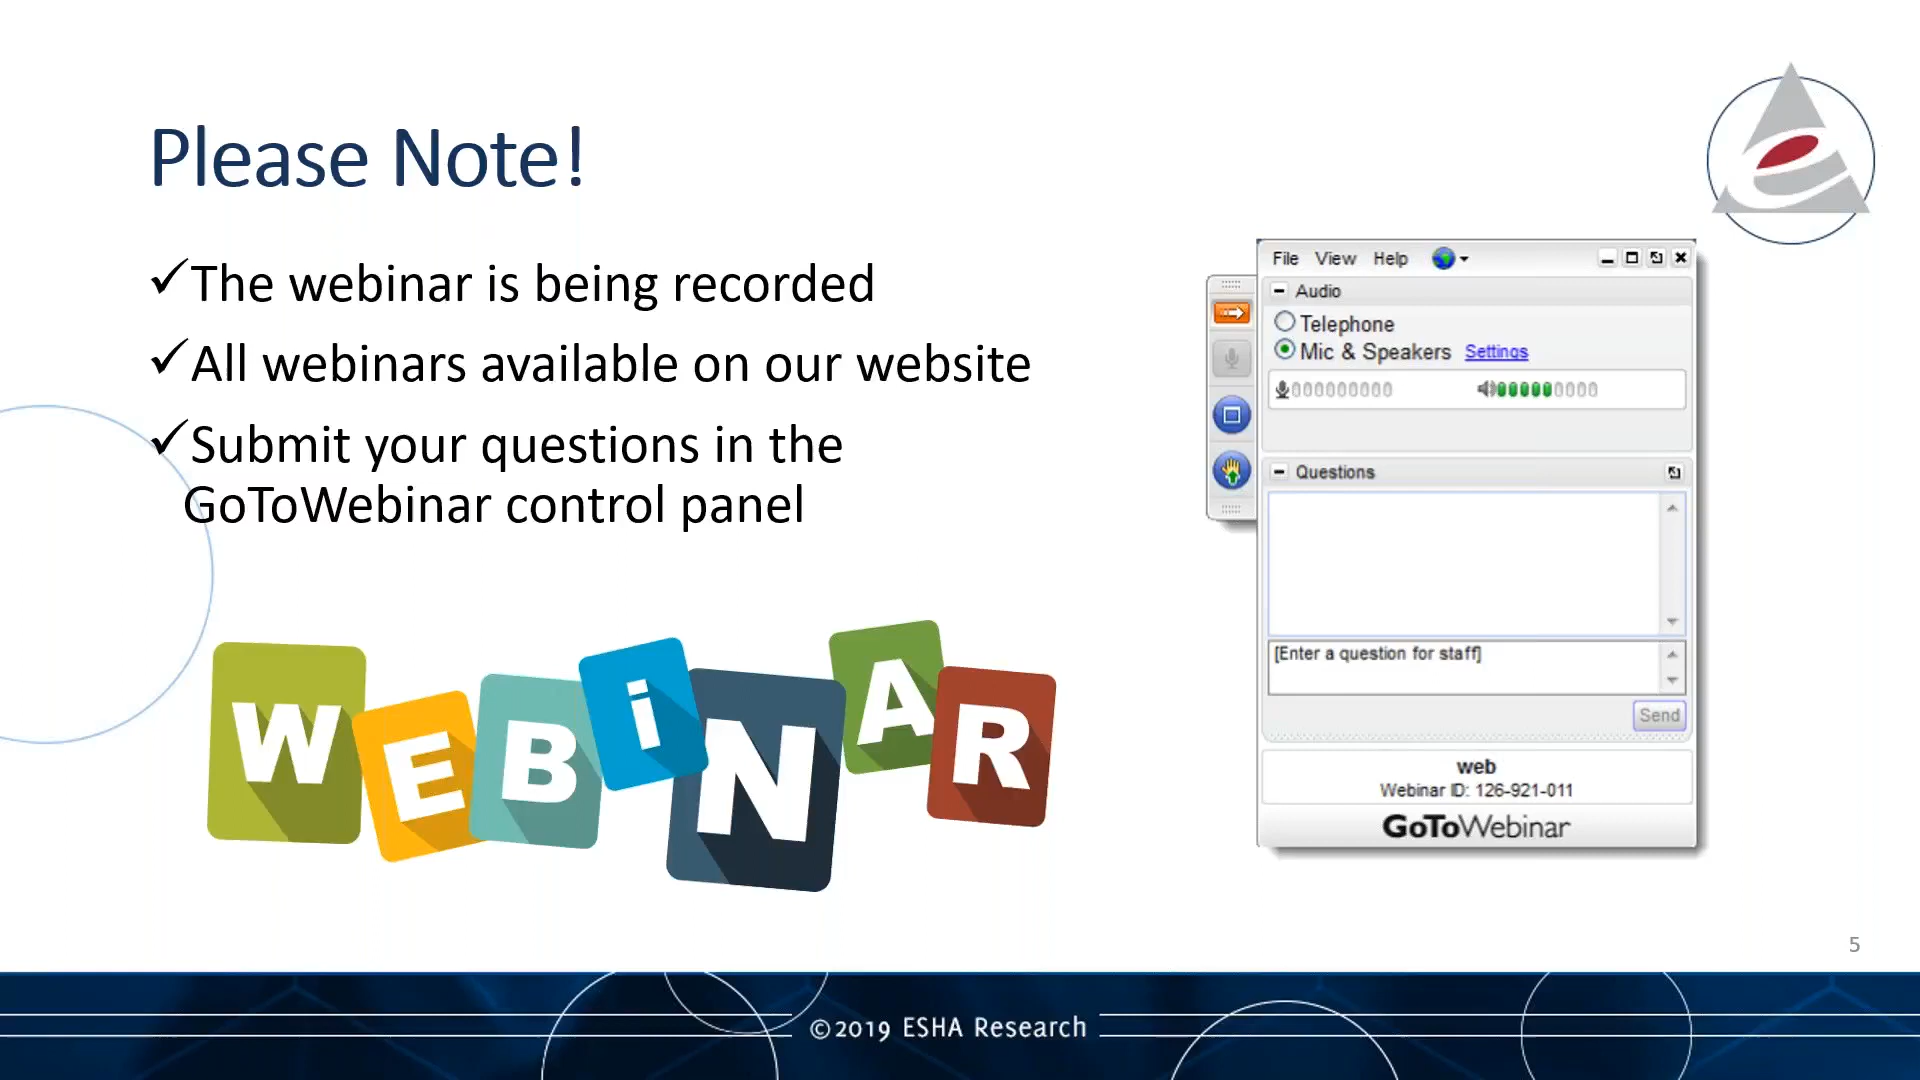 Please Note!
✓The webinar is being recorded
✓All webinars available on our website
✓Submit your questions in the
GoToWebinar control panel
WEBiNAR
File View Help
Audio
Telephone
Mic & Speakers Settings
Questions
[Enter a question for staff]
Send
web
Webinar ID: 126-921-011
GoToWebinar
5
©2019 ESHA Research